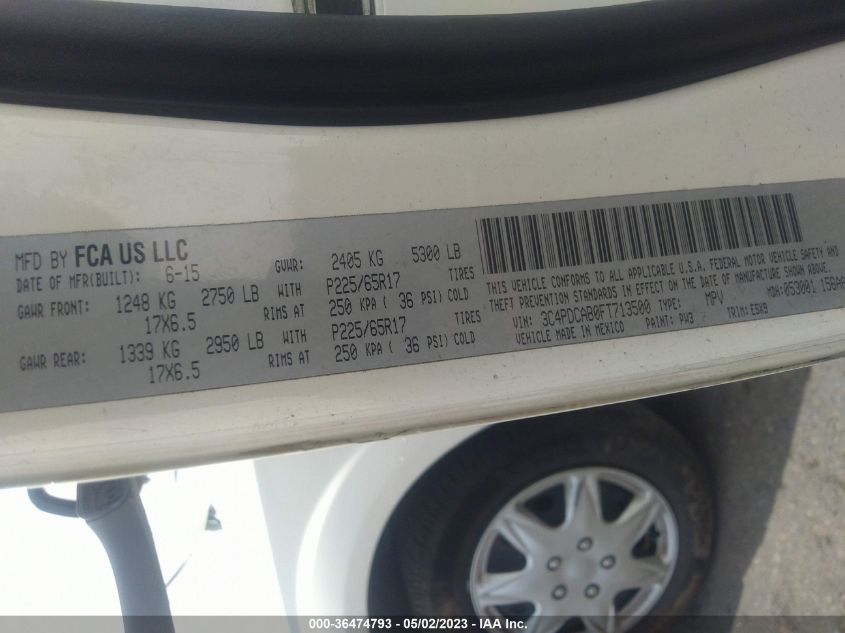 MFD BY FCA US LLC
DATE OF MFR(BUILT): 6-15 GVWR: 2405 KG 5300 LB
GAWR FRONT: 1248 KG 2750 LB WITH P225/65R17 TIRES
17X6.5 RIMS AT 250 KPA ( 36 PSI) COLD
GAWR REAR: 1339 KG 2950 LB WITH P225/65R17 TIRES
17X6.5 RIMS AT 250 KPA ( 36 PSI) COLD
THIS VEHICLE CONFORMS TO ALL APPLICABLE U.S.A. FEDERAL MOTOR VEHICLE SAFETY AND
THEFT PREVENTION STANDARDS IN EFFECT ON THE DATE OF MANUFACTURE SHOWN ABOVE.
VIN: 3C4PDCAB0FT713500 TYPE: MPV MDH: 053001 156AA
VEHICLE MADE IN MEXICO PAINT: PW3 TRIM: E5X9
000-36474793 - 05/02/2023 - IAA Inc.